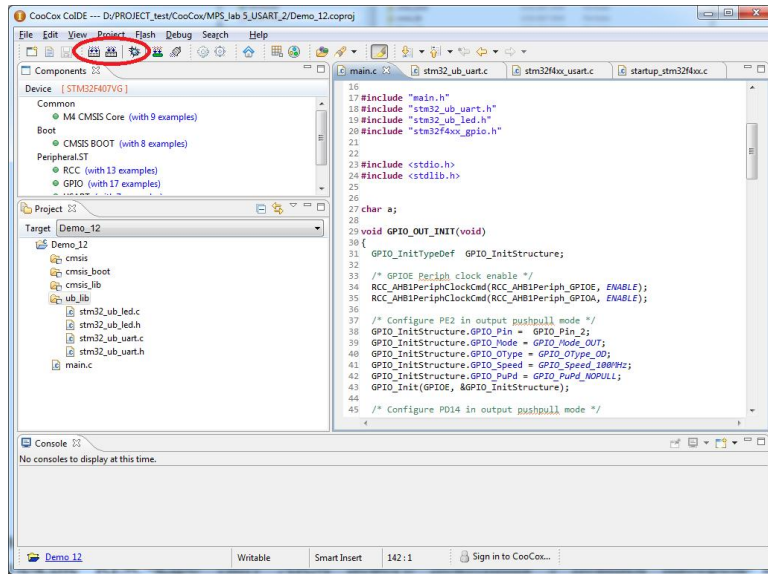 CooCox CoIDE --- D:/PROJECT_test/CooCox/MPS_lab 5_USART_2/Demo_12.coproj
File Edit View Project Flash Debug Search Help
Components
Device [ STM32F407VG ]
Common
M4 CMSIS Core (with 9 examples)
Boot
CMSIS BOOT (with 8 examples)
Peripheral.ST
RCC (with 13 examples)
GPIO (with 17 examples)
Project
Target Demo_12
Demo_12
cmsis
cmsis_boot
cmsis_lib
ub_lib
stm32_ub_led.c
stm32_ub_led.h
stm32_ub_uart.c
stm32_ub_uart.h
main.c
main.c stm32_ub_uart.c stm32f4xx_usart.c startup_stm32f4xx.c
16
17 #include "main.h"
18 #include "stm32_ub_uart.h"
19 #include "stm32_ub_led.h"
20 #include "stm32f4xx_gpio.h"
21
22
23 #include <stdio.h>
24 #include <stdlib.h>
25
26
27 char a;
28
29 void GPIO_OUT_INIT(void)
30 {
31 GPIO_InitTypeDef GPIO_InitStructure;
32
33 /* GPIOE Periph clock enable */
34 RCC_AHB1PeriphClockCmd(RCC_AHB1Periph_GPIOE, ENABLE);
35 RCC_AHB1PeriphClockCmd(RCC_AHB1Periph_GPIOA, ENABLE);
36
37 /* Configure PE2 in output pushpull mode */
38 GPIO_InitStructure.GPIO_Pin = GPIO_Pin_2;
39 GPIO_InitStructure.GPIO_Mode = GPIO_Mode_OUT;
40 GPIO_InitStructure.GPIO_OType = GPIO_OType_OD;
41 GPIO_InitStructure.GPIO_Speed = GPIO_Speed_100MHz;
42 GPIO_InitStructure.GPIO_PuPd = GPIO_PuPd_NOPULL;
43 GPIO_Init(GPIOE, &GPIO_InitStructure);
44
45 /* Configure PD14 in output pushpull mode */
Console
No consoles to display at this time.
Demo 12 Writable Smart Insert 142 : 1 Sign in to CooCox...